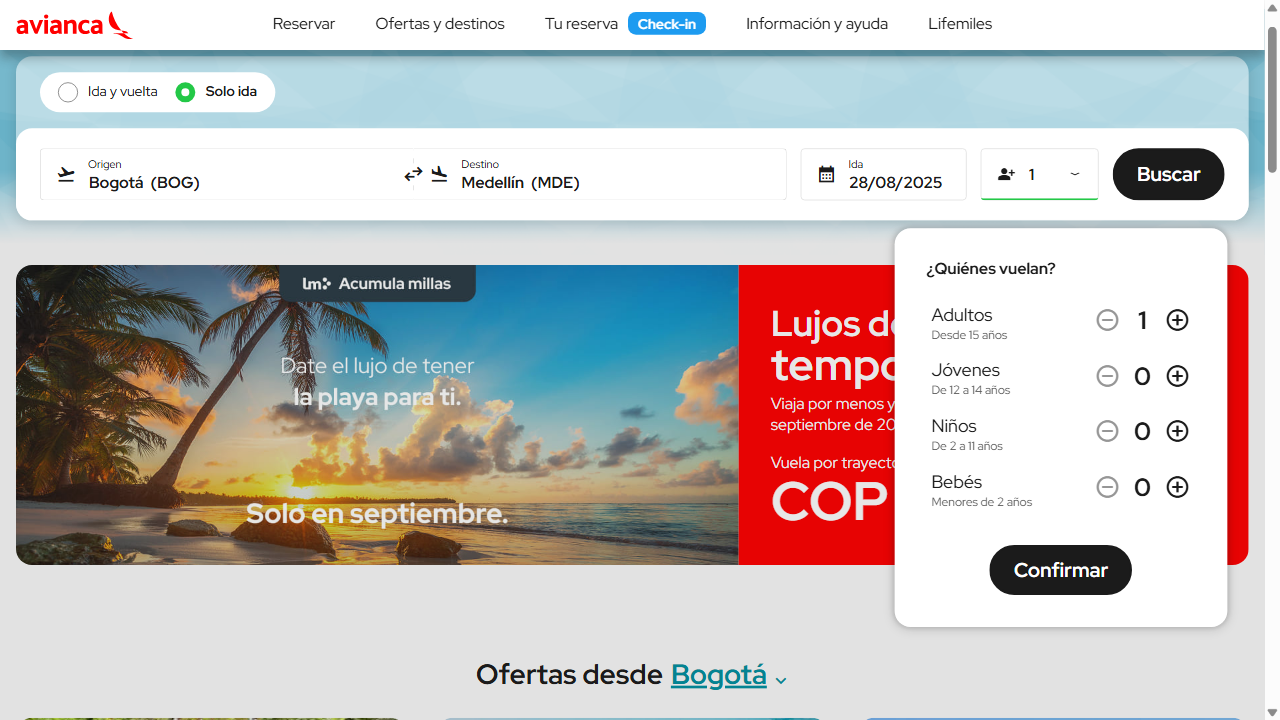 avianca
Reservar
Ofertas y destinos
Tu reserva
Check-in
Información y ayuda
Lifemiles
Ida y vuelta
Solo ida
Origen
Bogotá (BOG)
Destino
Medellín (MDE)
Ida
28/08/2025
1
Buscar
lm Acumula millas
Date el lujo de tener
la playa para ti.
Solo en septiembre.
Lujos de
tempo
Viaja por menos y
septiembre de 20
Vuela por trayecto
COP
¿Quiénes vuelan?
Adultos
Desde 15 años
1
Jóvenes
De 12 a 14 años
0
Niños
De 2 a 11 años
0
Bebés
Menores de 2 años
0
Confirmar
Ofertas desde Bogotá